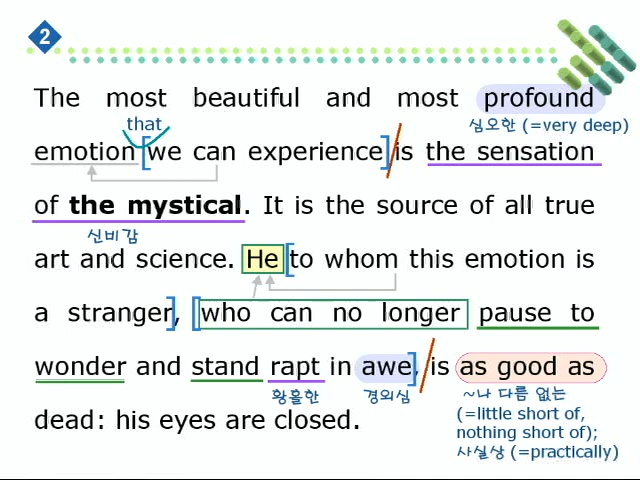 2
The most beautiful and most profound
that
심오한 (=very deep)
emotion [we can experience] is the sensation
of the mystical. It is the source of all true
신비감
art and science. He [to whom this emotion is
a stranger], [who can no longer pause to
wonder and stand rapt in awe], is as good as
황홀한
경외심
~나 다름 없는
(=little short of,
nothing short of);
사실상 (=practically)
dead: his eyes are closed.